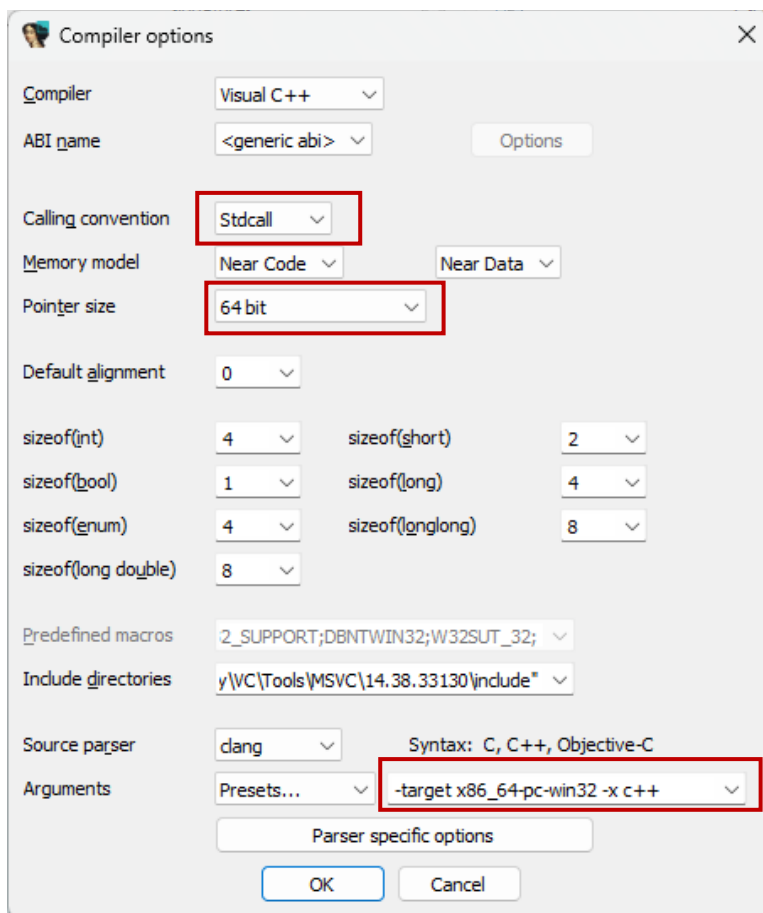 Compiler options
Compiler Visual C++
ABI name <generic abi> Options
Calling convention Stdcall
Memory model Near Code Near Data
Pointer size 64 bit
Default alignment 0
sizeof(int) 4 sizeof(short) 2
sizeof(bool) 1 sizeof(long) 4
sizeof(enum) 4 sizeof(longlong) 8
sizeof(long double) 8
Predefined macros 2_SUPPORT;DBNTWIN32;W32SUT_32;
Include directories y\VC\Tools\MSVC\14.38.33130\include"
Source parser clang Syntax: C, C++, Objective-C
Arguments Presets... -target x86_64-pc-win32 -x c++
Parser specific options
OK Cancel